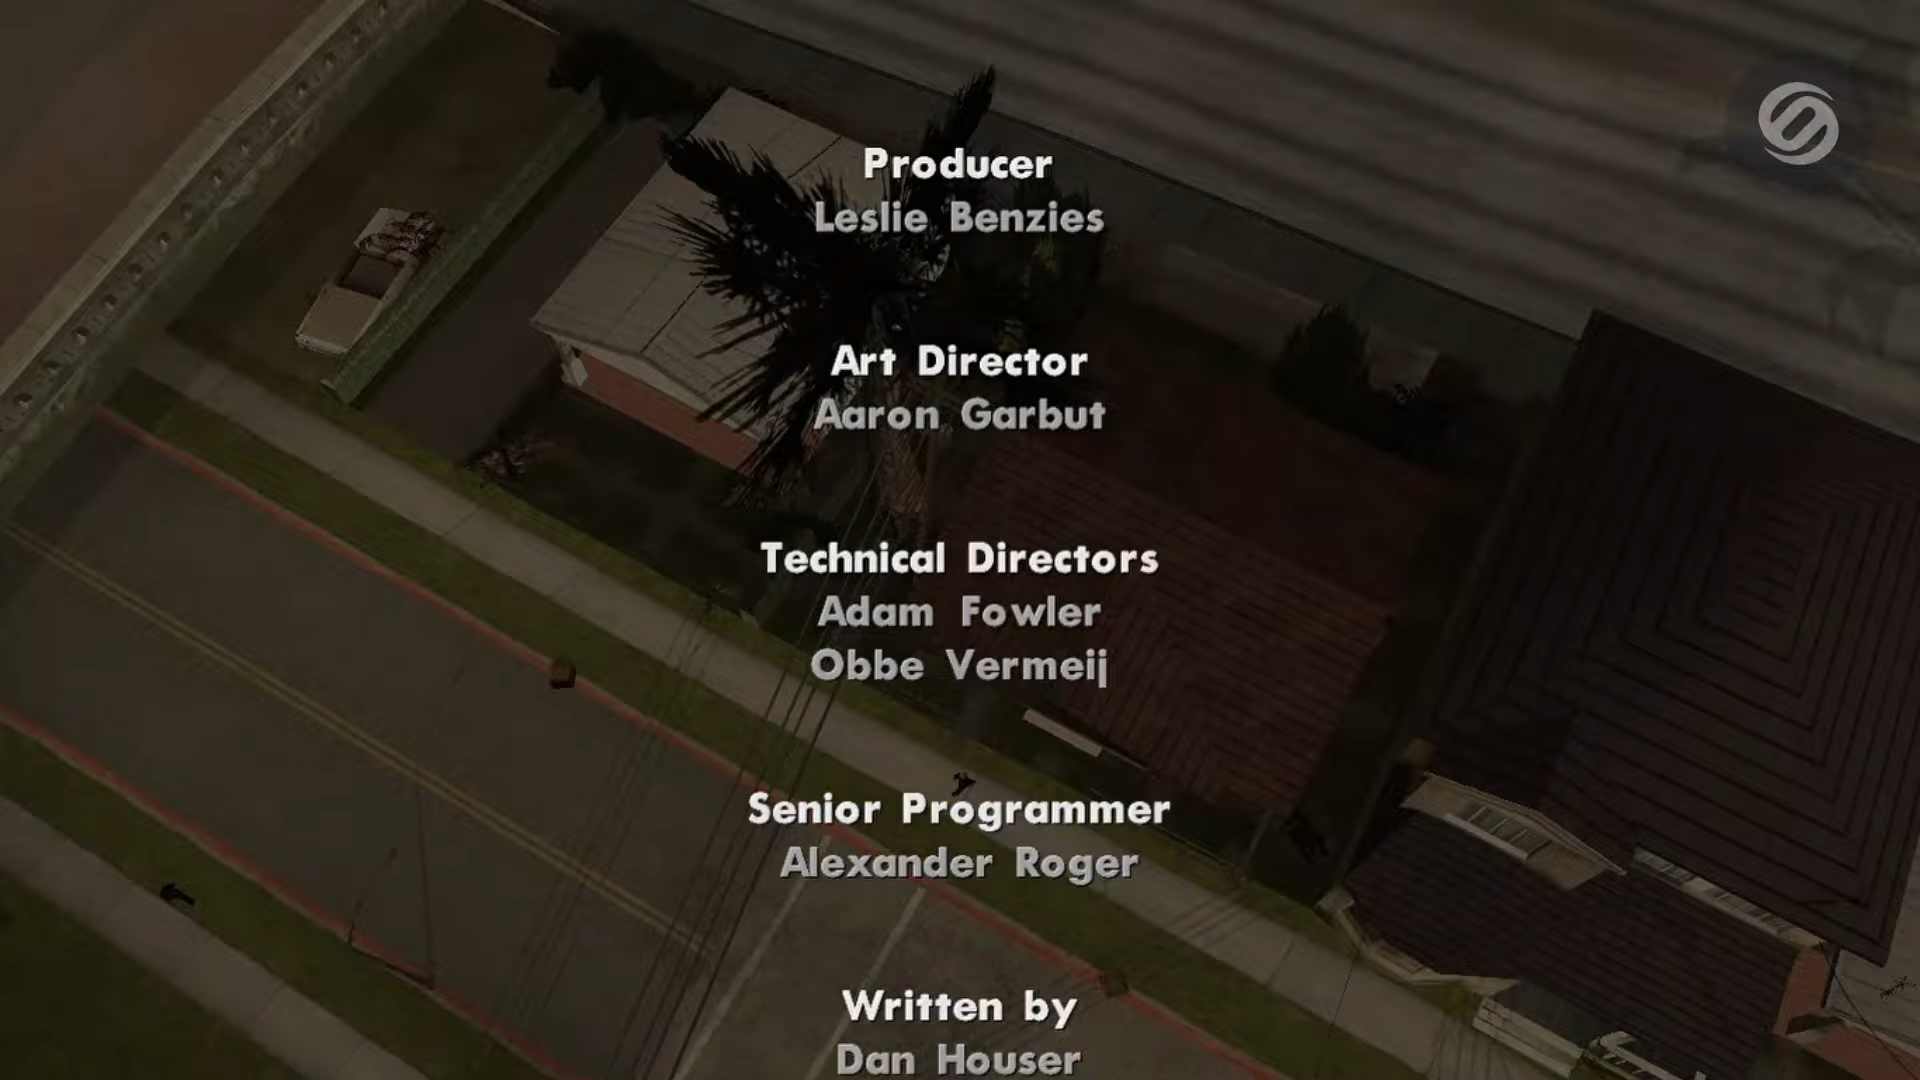 Producer
Leslie Benzies
Art Director
Aaron Garbut
Technical Directors
Adam Fowler
Obbe Vermeij
Senior Programmer
Alexander Roger
Written by
Dan Houser